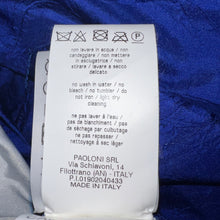 non lavare in acqua / non
candeggiare / non mettere
in asciugatrice / non
stirare / lavare a secco
delicato
no wash in water / no
bleach / no tumbler / do
not iron / light dry
cleaning
ne pas laver à l'eau /
pas de blanchiment / pas
de séchage par culbutage /
ne pas repasser /
nettoyage à sec léger
PAOLONI SRL
Via Schiavoni, 14
Filottrano (AN) - ITALY
P.I.01902040433
MADE IN ITALY